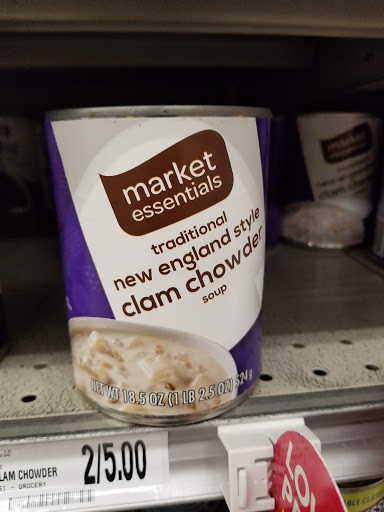 market
essentials
traditional
new england style
clam chowder
soup
NET WT 18.5 OZ (1 LB 2.5 OZ) 524g
LAM CHOWDER
2/5.00
- GROCERY